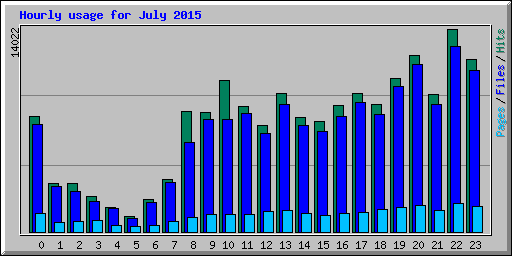 Hourly usage for July 2015
14022
Pages / Files / Hits
0 1 2 3 4 5 6 7 8 9 10 11 12 13 14 15 16 17 18 19 20 21 22 23